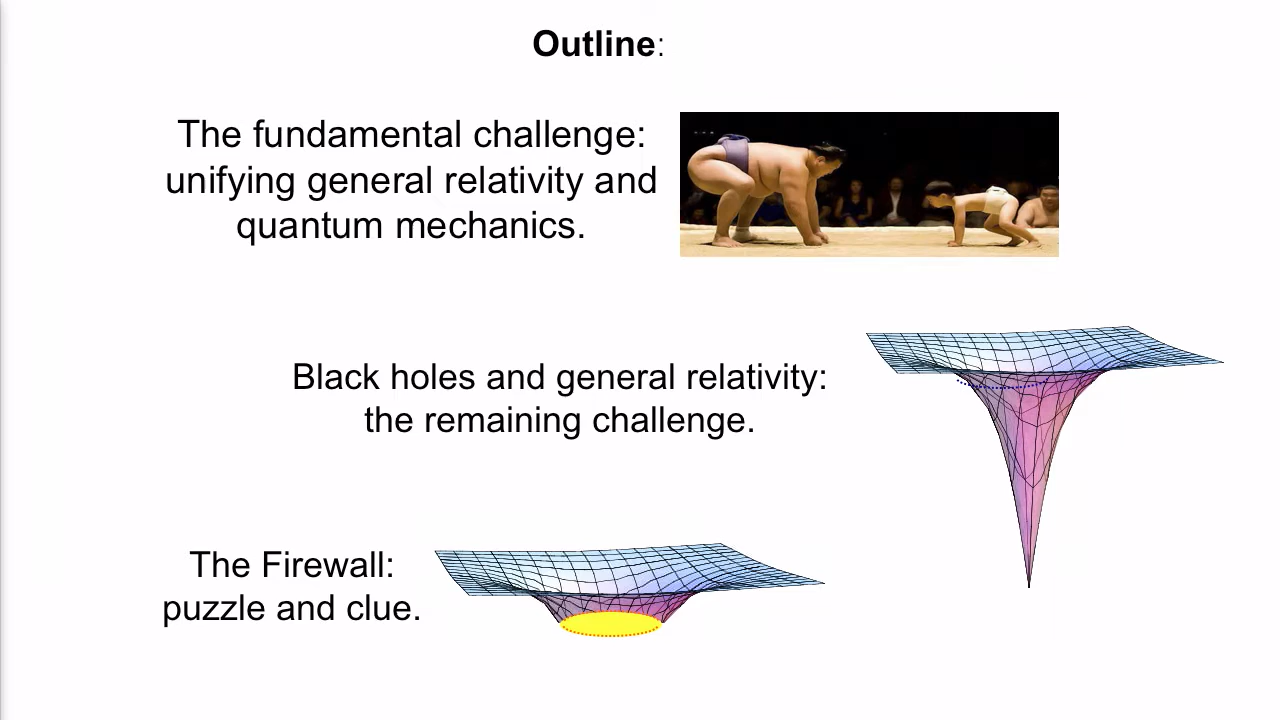 Outline:
The fundamental challenge:
unifying general relativity and
quantum mechanics.
Black holes and general relativity:
the remaining challenge.
The Firewall:
puzzle and clue.